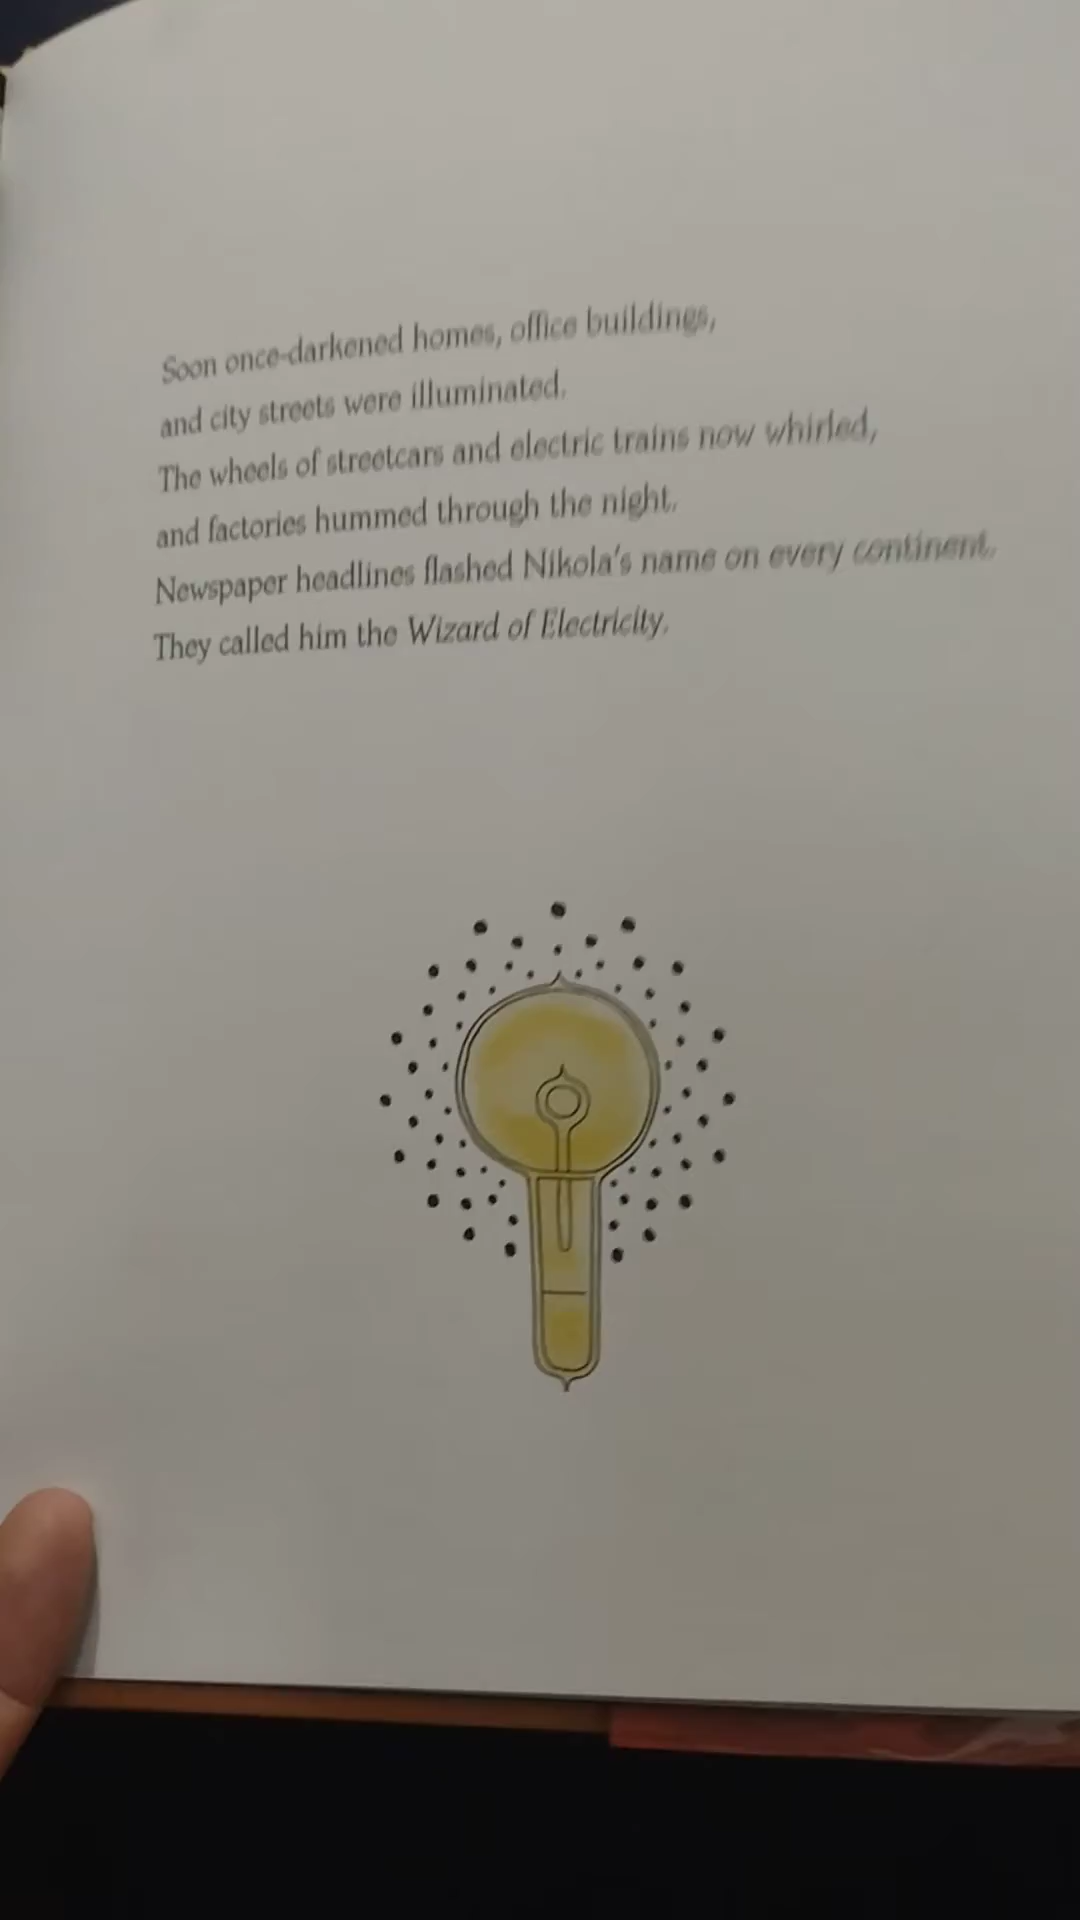 Soon once-darkened homes, office buildings,
and city streets were illuminated.
The wheels of streetcars and electric trains now whirled,
and factories hummed through the night.
Newspaper headlines flashed Nikola's name on every continent.
They called him the Wizard of Electricity.